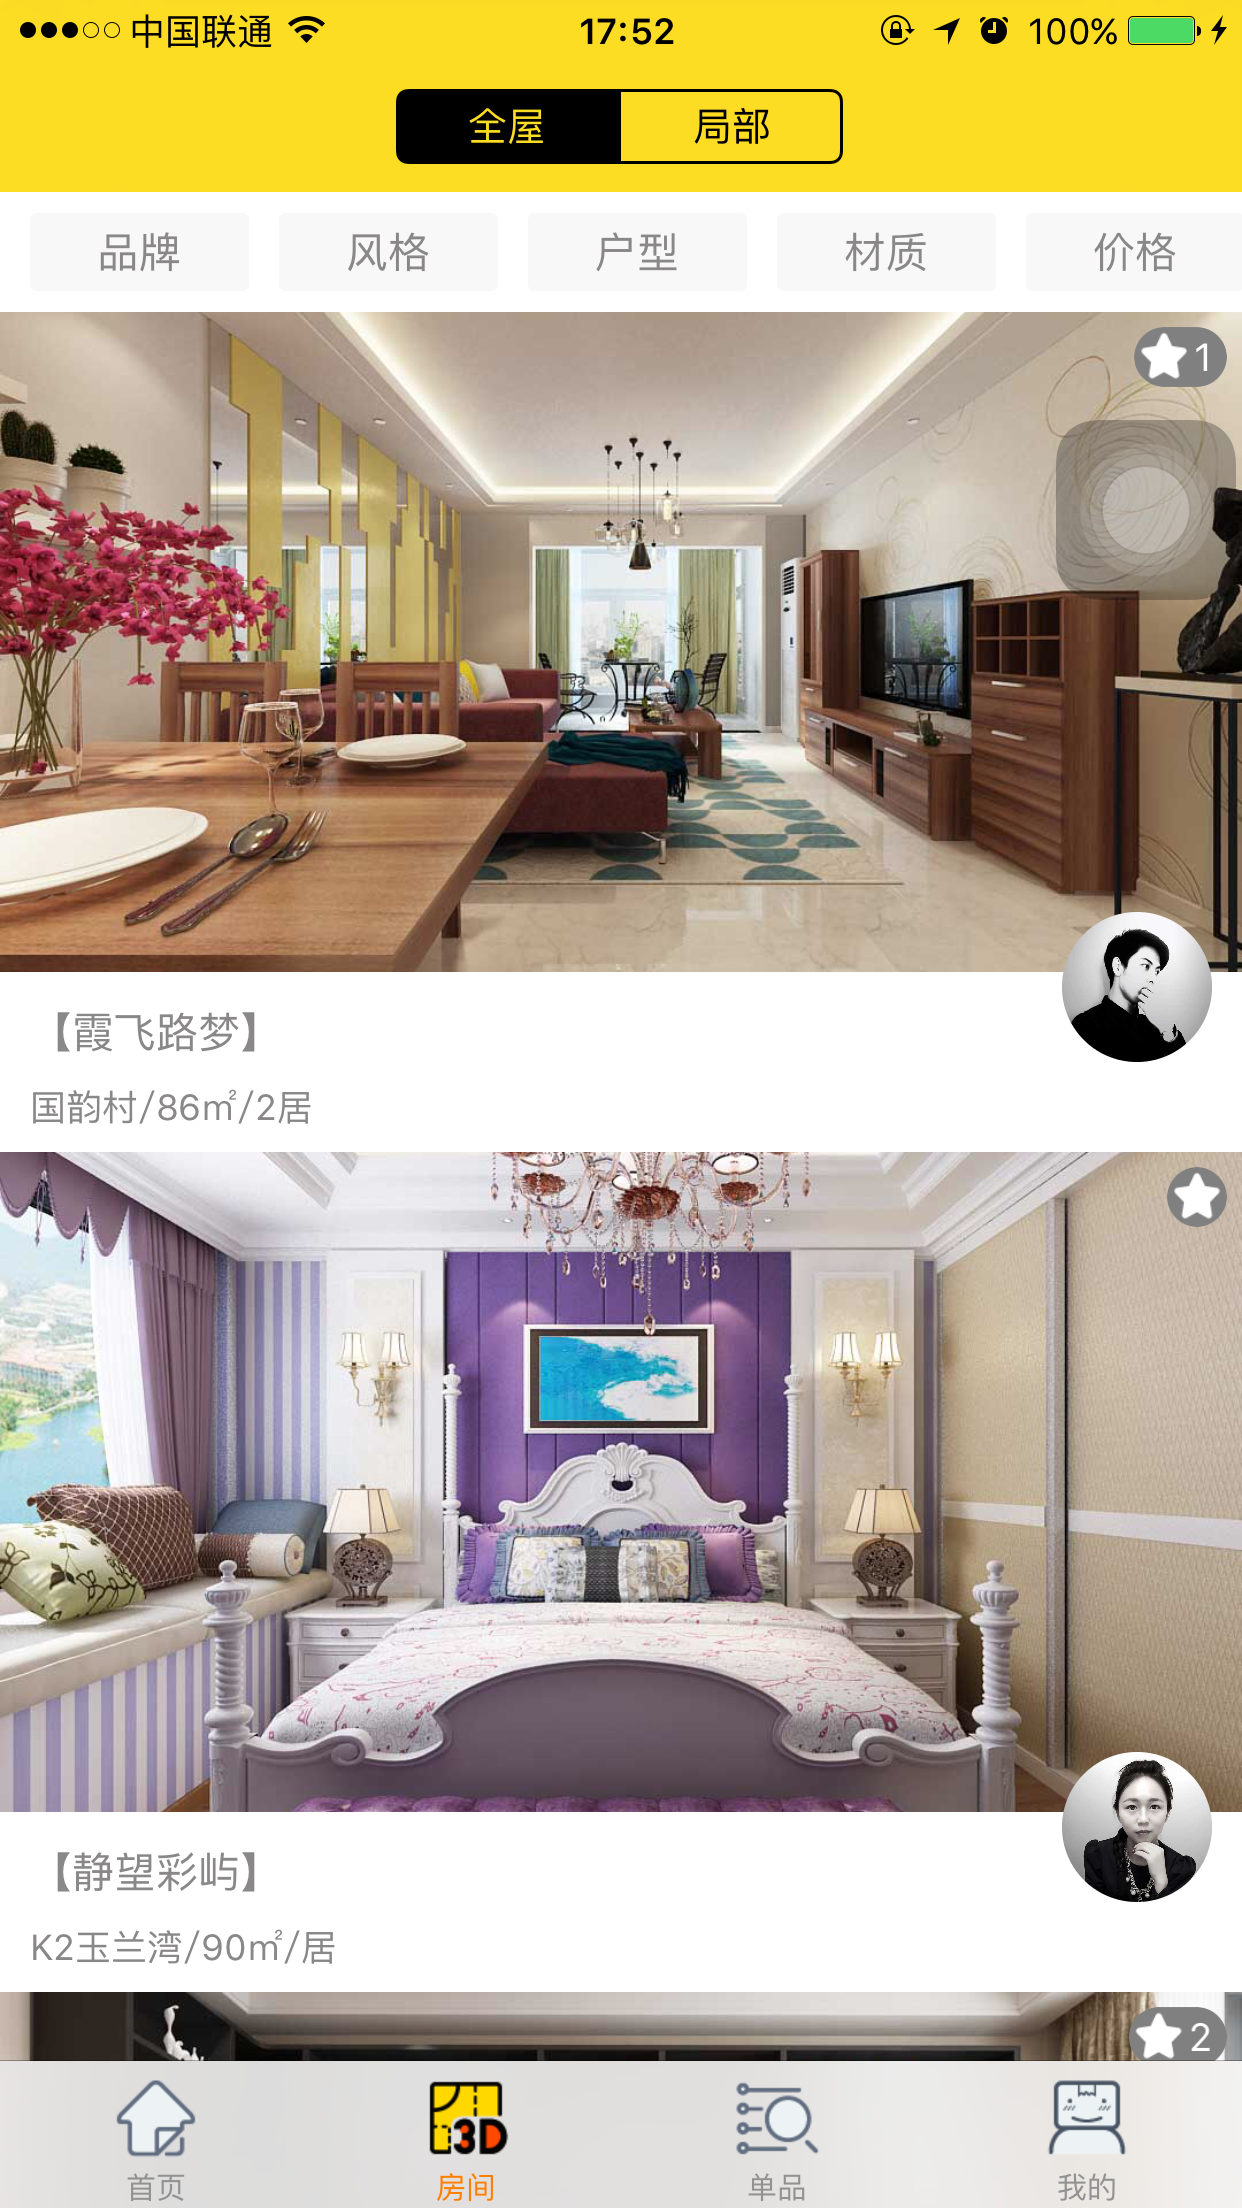 中国联通 17:52 100%
全屋 局部
品牌 风格 户型 材质 价格
1
【霞飞路梦】
国韵村/86㎡/2居
【静望彩屿】
K2玉兰湾/90㎡/居
2
3D
首页 房间 单品 我的